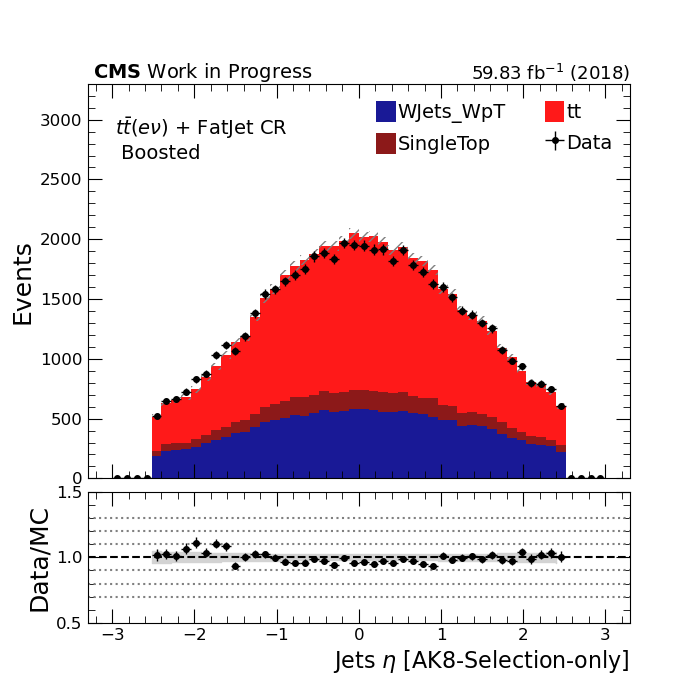 CMS Work in Progress 59.83 fb⁻¹ (2018)
tt̄(eν) + FatJet CR
Boosted
WJets_WpT
tt
SingleTop
Data
Events
3000
2500
2000
1500
1000
500
0
Data/MC
1.5
1.0
0.5
−3 −2 −1 0 1 2 3
Jets η [AK8-Selection-only]